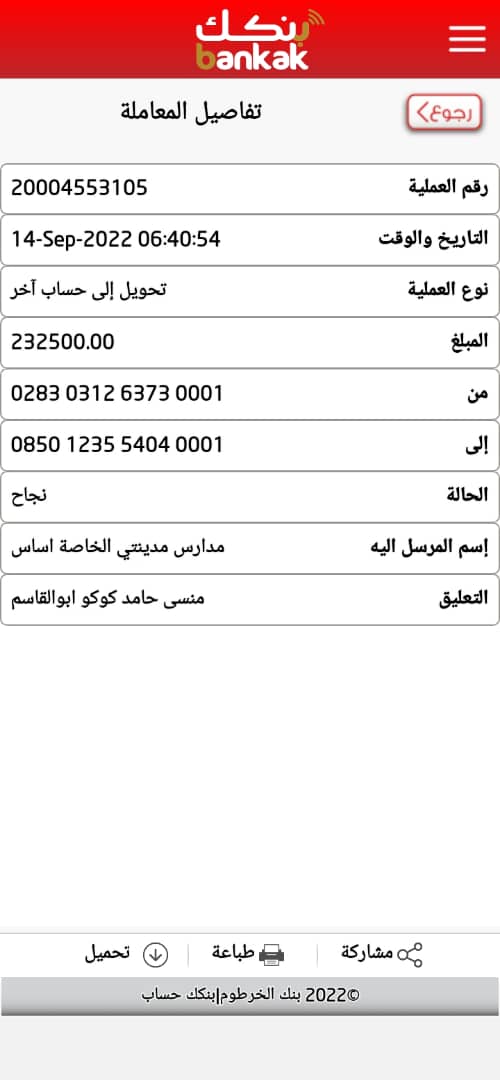 بنكك
bankak
رجوع
تفاصيل المعاملة
رقم العملية 20004553105
التاريخ والوقت 14-Sep-2022 06:40:54
نوع العملية تحويل إلى حساب آخر
المبلغ 232500.00
من 0283 0312 6373 0001
إلى 0850 1235 5404 0001
الحالة نجاح
إسم المرسل اليه مدارس مدينتي الخاصة اساس
التعليق منسى حامد كوكو ابوالقاسم
مشاركة طباعة تحميل
©2022 بنك الخرطوم|بنكك حساب